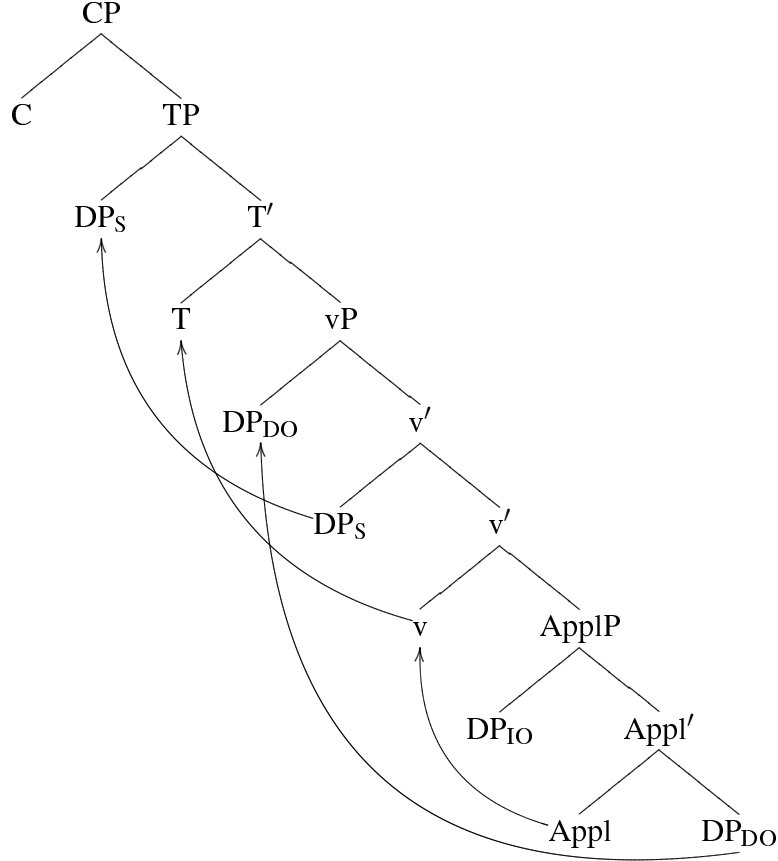 CP
C TP
DP_S T′
T vP
DP_DO v′
DP_S v′
v ApplP
DP_IO Appl′
Appl DP_DO